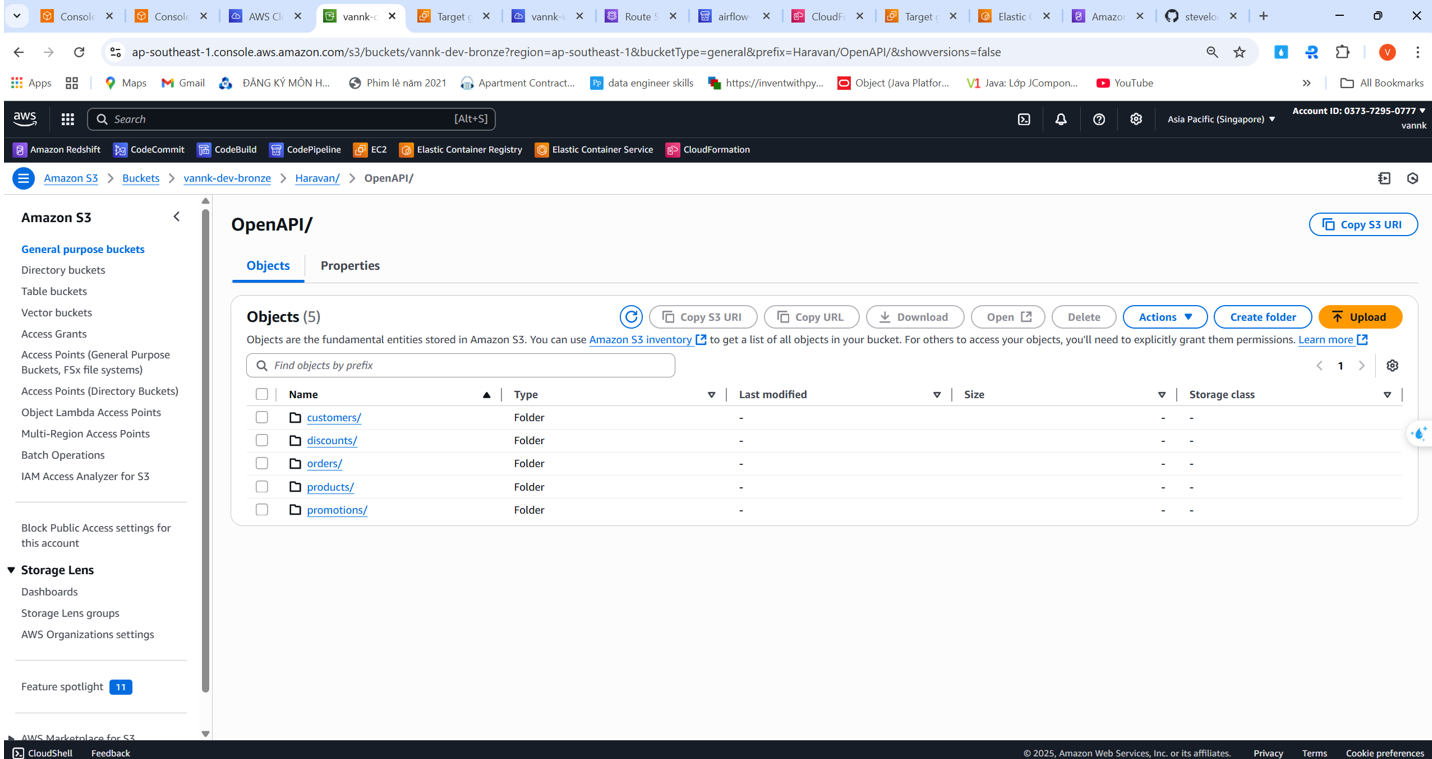 Console
Console
AWS Cl
vannk-c
Target g
vannk-
Route 5
airflow-
CloudFo
Target g
Elastic C
Amazon
stevelo
ap-southeast-1.console.aws.amazon.com/s3/buckets/vannk-dev-bronze?region=ap-southeast-1&bucketType=general&prefix=Haravan/OpenAPI/&showversions=false
V
Apps
Maps
Gmail
ĐĂNG KÝ MÔN H...
Phim lẻ năm 2021
Apartment Contract...
Pp
data engineer skills
https://inventwithpy...
Object (Java Platfor...
V1
Java: Lớp JCompon...
YouTube
All Bookmarks
aws
Search
[Alt+S]
Asia Pacific (Singapore)
Account ID: 0373-7295-0777
vannk
Amazon Redshift
CodeCommit
CodeBuild
CodePipeline
EC2
Elastic Container Registry
Elastic Container Service
CloudFormation
Amazon S3 > Buckets > vannk-dev-bronze > Haravan/ > OpenAPI/
Amazon S3
General purpose buckets
Directory buckets
Table buckets
Vector buckets
Access Grants
Access Points (General Purpose
Buckets, FSx file systems)
Access Points (Directory Buckets)
Object Lambda Access Points
Multi-Region Access Points
Batch Operations
IAM Access Analyzer for S3
Block Public Access settings for
this account
Storage Lens
Dashboards
Storage Lens groups
AWS Organizations settings
Feature spotlight 11
AWS Marketplace for S3
OpenAPI/
Copy S3 URI
Objects
Properties
Objects (5)
Copy S3 URI
Copy URL
Download
Open
Delete
Actions
Create folder
Upload
Objects are the fundamental entities stored in Amazon S3. You can use Amazon S3 inventory to get a list of all objects in your bucket. For others to access your objects, you'll need to explicitly grant them permissions. Learn more
Find objects by prefix
1
Name Type Last modified Size Storage class
customers/ Folder - - -
discounts/ Folder - - -
orders/ Folder - - -
products/ Folder - - -
promotions/ Folder - - -
CloudShell
Feedback
© 2025, Amazon Web Services, Inc. or its affiliates.
Privacy
Terms
Cookie preferences